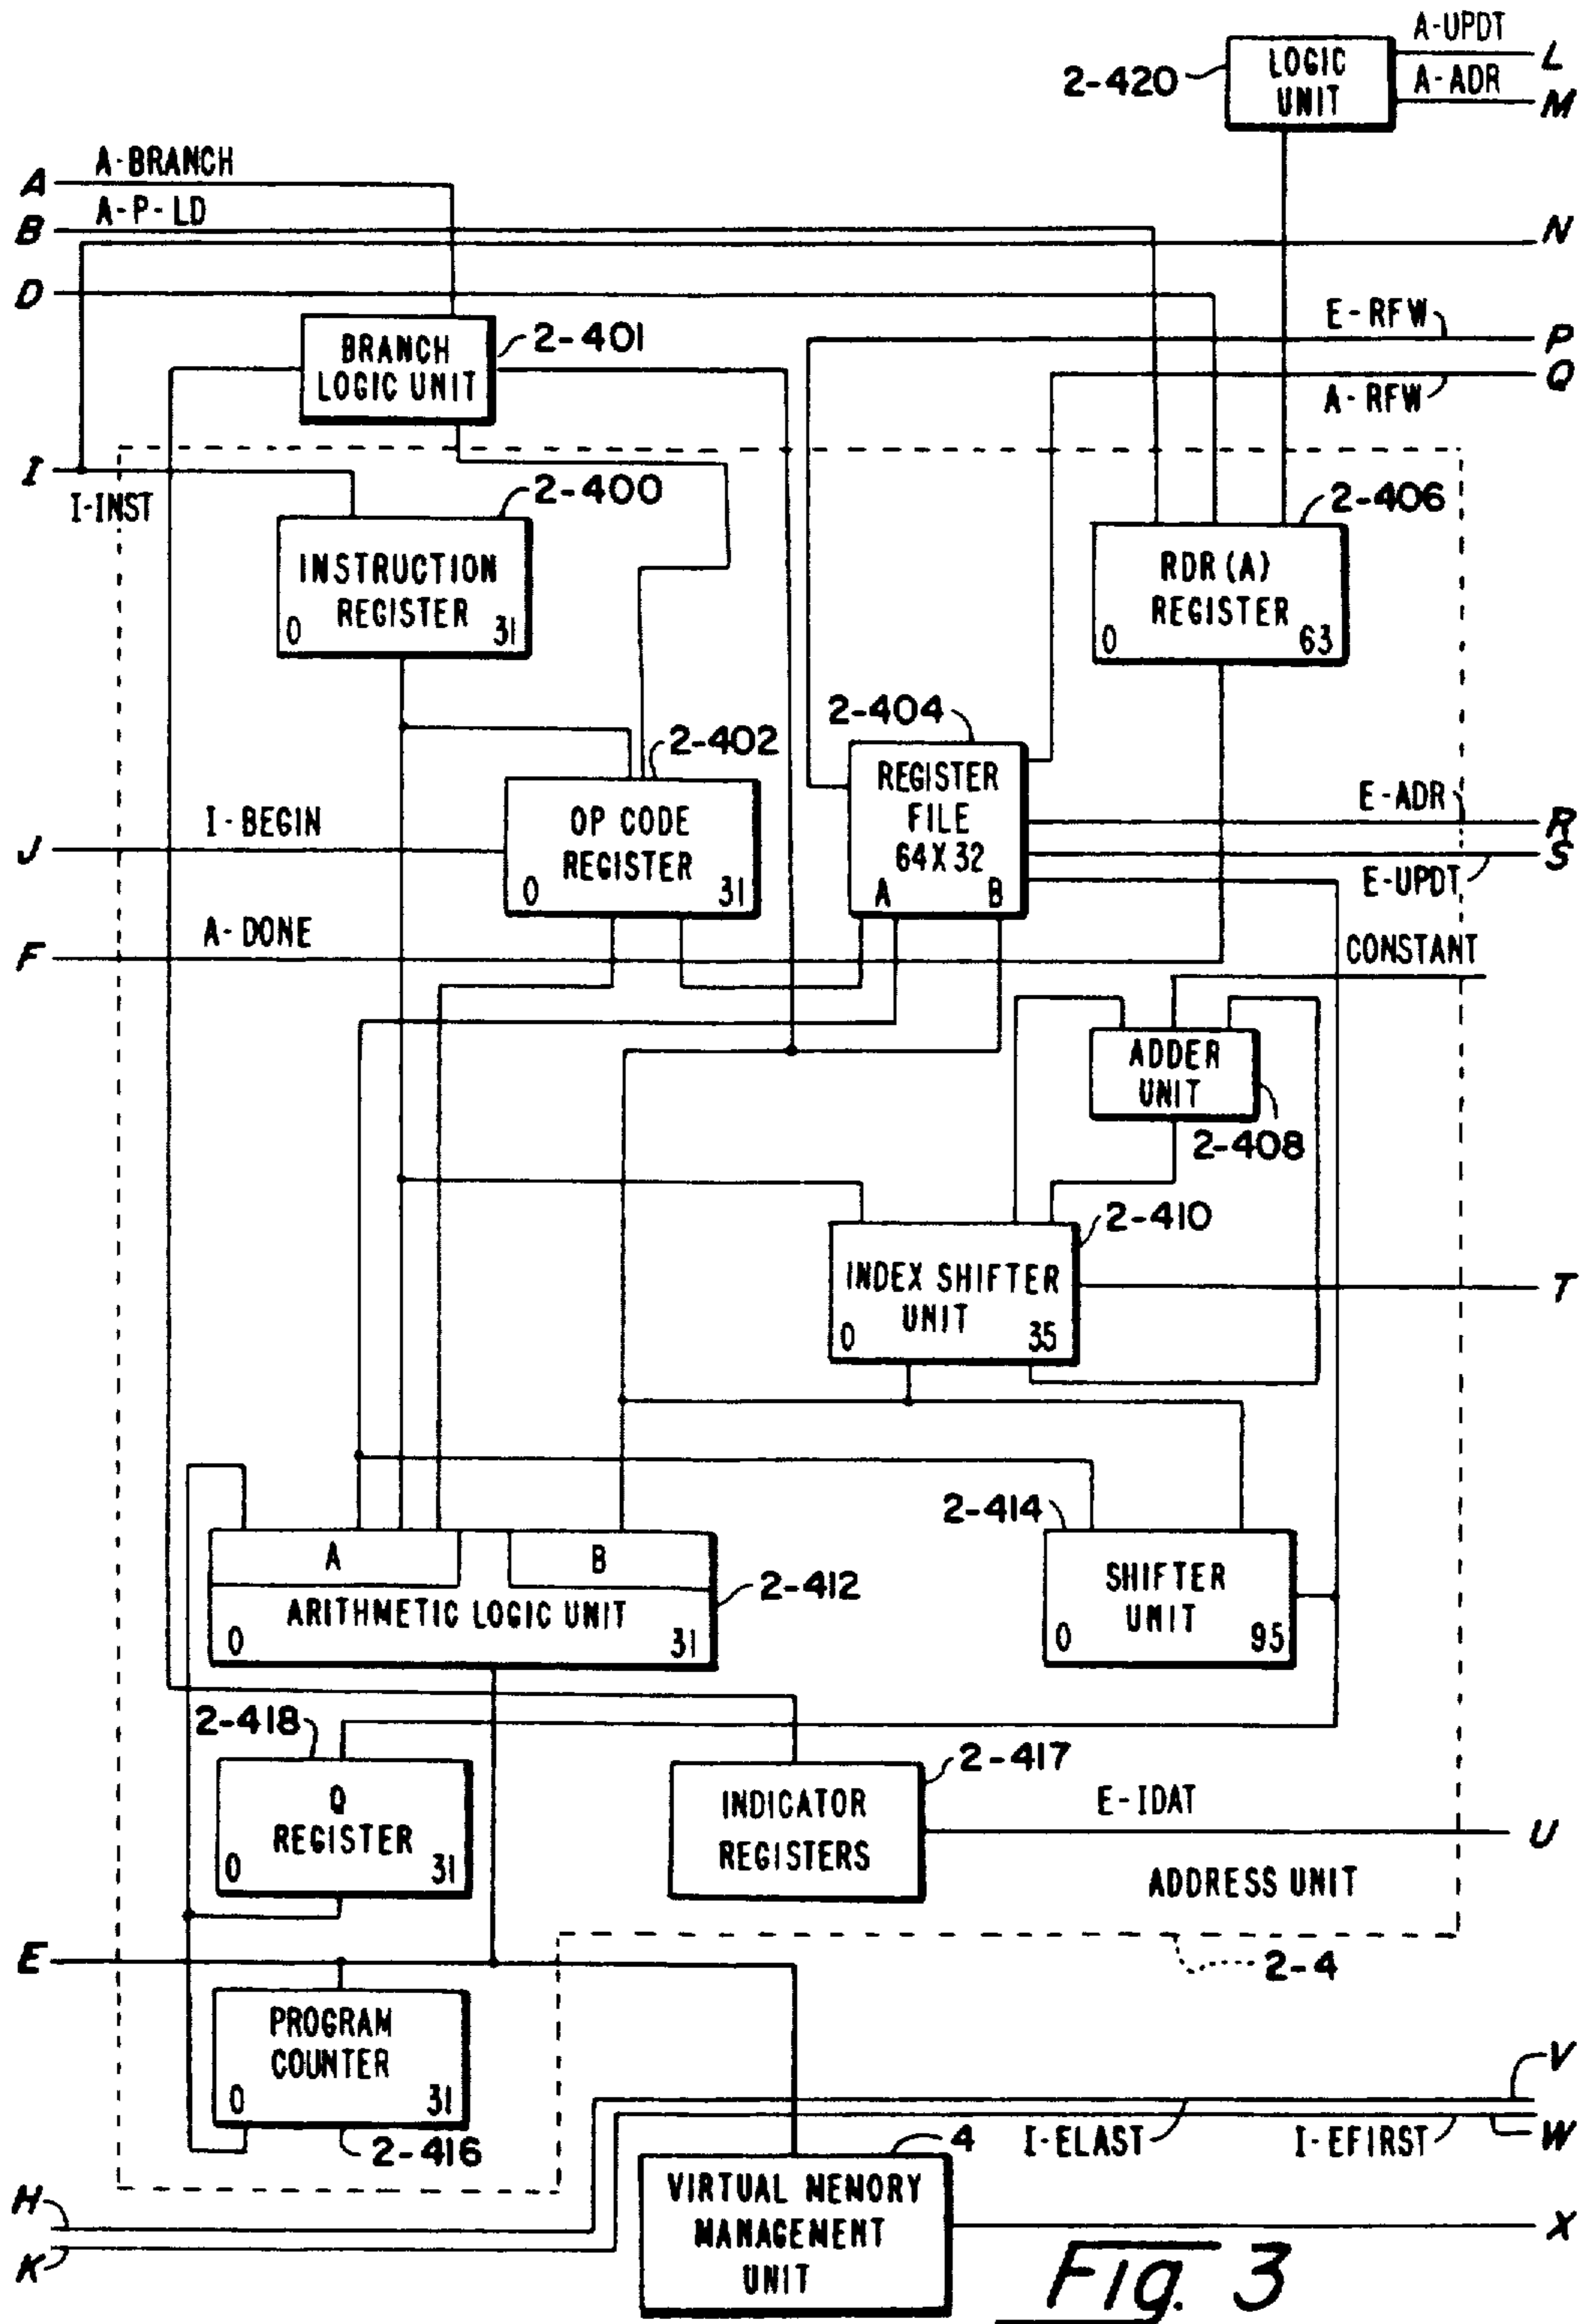 A-UPDT
L
2-420
LOGIC
UNIT
A-ADR
M
A-BRANCH
A
A-P-LD
B
N
D
E-RFW
P
2-401
BRANCH
LOGIC UNIT
Q
A-RFW
I
I-INST
2-400
2-406
INSTRUCTION
REGISTER
0 31
RDR (A)
REGISTER
0 63
2-404
2-402
REGISTER
FILE
64X32
A B
E-ADR
R
I-BEGIN
J
OP CODE
REGISTER
0 31
S
E-UPDT
A-DONE
F
CONSTANT
ADDER
UNIT
2-408
2-410
INDEX SHIFTER
UNIT
0 35
T
2-414
A B
ARITHMETIC LOGIC UNIT
0 31
2-412
SHIFTER
UNIT
0 95
2-418
2-417
Q
REGISTER
0 31
INDICATOR
REGISTERS
E-IDAT
U
ADDRESS UNIT
E
2-4
PROGRAM
COUNTER
0 31
2-416
V
4
I-ELAST
I-EFIRST
W
H
VIRTUAL MEMORY
MANAGEMENT
UNIT
X
K
Fig. 3